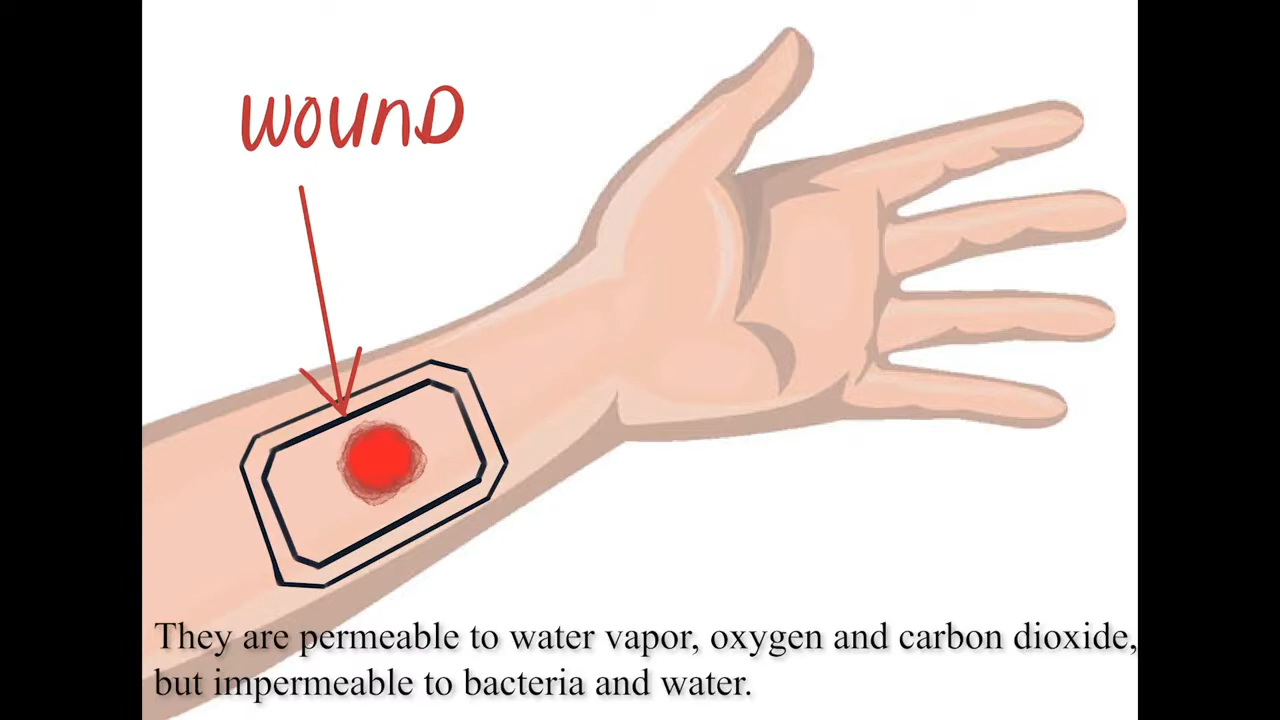 wounD
They are permeable to water vapor, oxygen and carbon dioxide,
but impermeable to bacteria and water.